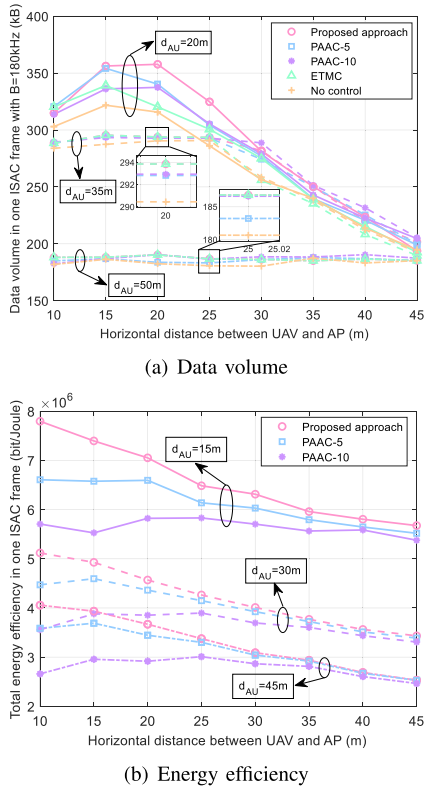 400
350
300
250
200
150
10 15 20 25 30 35 40 45
Data volume in one ISAC frame with B=180kHz (kB)
Horizontal distance between UAV and AP (m)
Proposed approach
PAAC-5
PAAC-10
ETMC
No control
d_AU=20m
d_AU=35m
d_AU=50m
294
292
290
20
185
180
25 25.02
(a) Data volume
× 10^6
8
7
6
5
4
3
2
10 15 20 25 30 35 40 45
Total energy efficiency in one ISAC frame (bit/Joule)
Horizontal distance between UAV and AP (m)
Proposed approach
PAAC-5
PAAC-10
d_AU=15m
d_AU=30m
d_AU=45m
(b) Energy efficiency